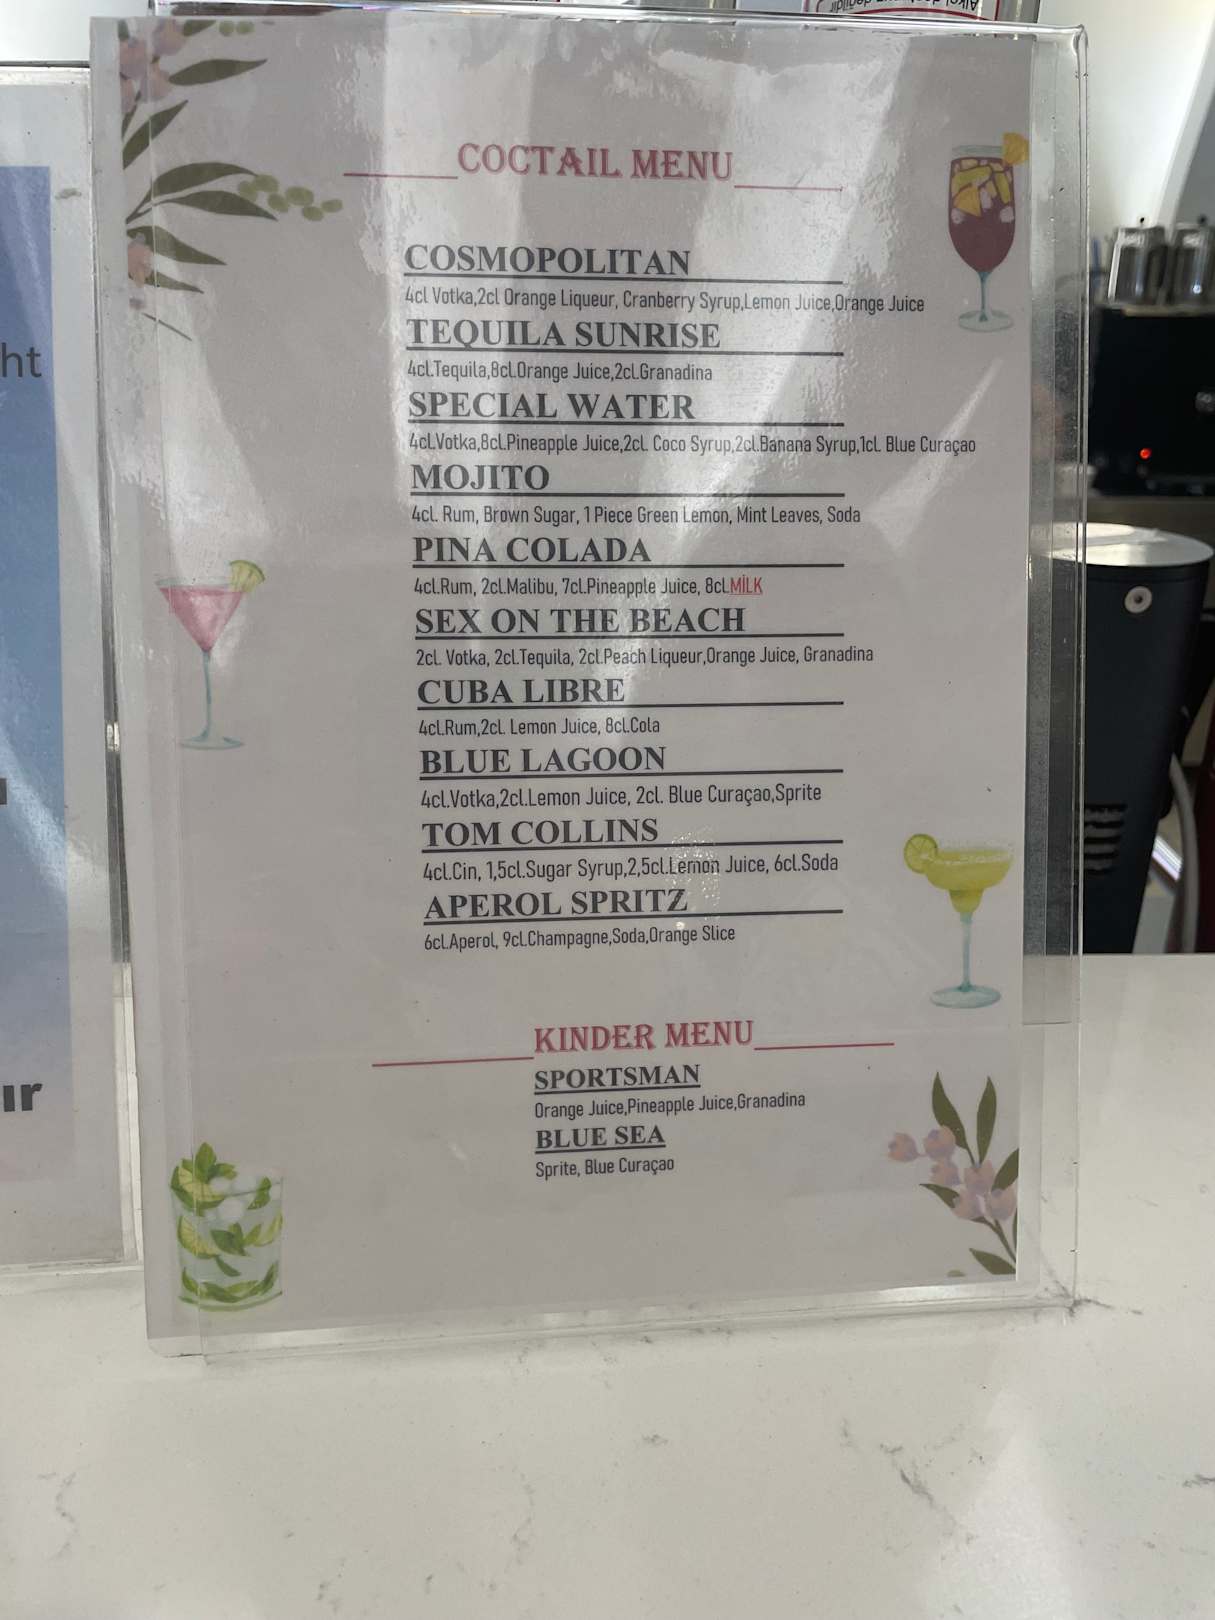 COCTAIL MENU
COSMOPOLITAN
4cl Votka,2cl Orange Liqueur, Cranberry Syrup,Lemon Juice,Orange Juice
TEQUILA SUNRISE
4cl.Tequila,8cl.Orange Juice,2cl.Granadina
SPECIAL WATER
4cl.Votka,8cl.Pineapple Juice,2cl. Coco Syrup,2cl.Banana Syrup,1cl. Blue Curaçao
MOJITO
4cl. Rum, Brown Sugar, 1 Piece Green Lemon, Mint Leaves, Soda
PINA COLADA
4cl.Rum, 2cl.Malibu, 7cl.Pineapple Juice, 8cl.MİLK
SEX ON THE BEACH
2cl. Votka, 2cl.Tequila, 2cl.Peach Liqueur,Orange Juice, Granadina
CUBA LIBRE
4cl.Rum,2cl. Lemon Juice, 8cl.Cola
BLUE LAGOON
4cl.Votka,2cl.Lemon Juice, 2cl. Blue Curaçao,Sprite
TOM COLLINS
4cl.Cin, 1,5cl.Sugar Syrup,2,5cl.Lemon Juice, 6cl.Soda
APEROL SPRITZ
6cl.Aperol, 9cl.Champagne,Soda,Orange Slice
KINDER MENU
SPORTSMAN
Orange Juice,Pineapple Juice,Granadina
BLUE SEA
Sprite, Blue Curaçao
ht
ır